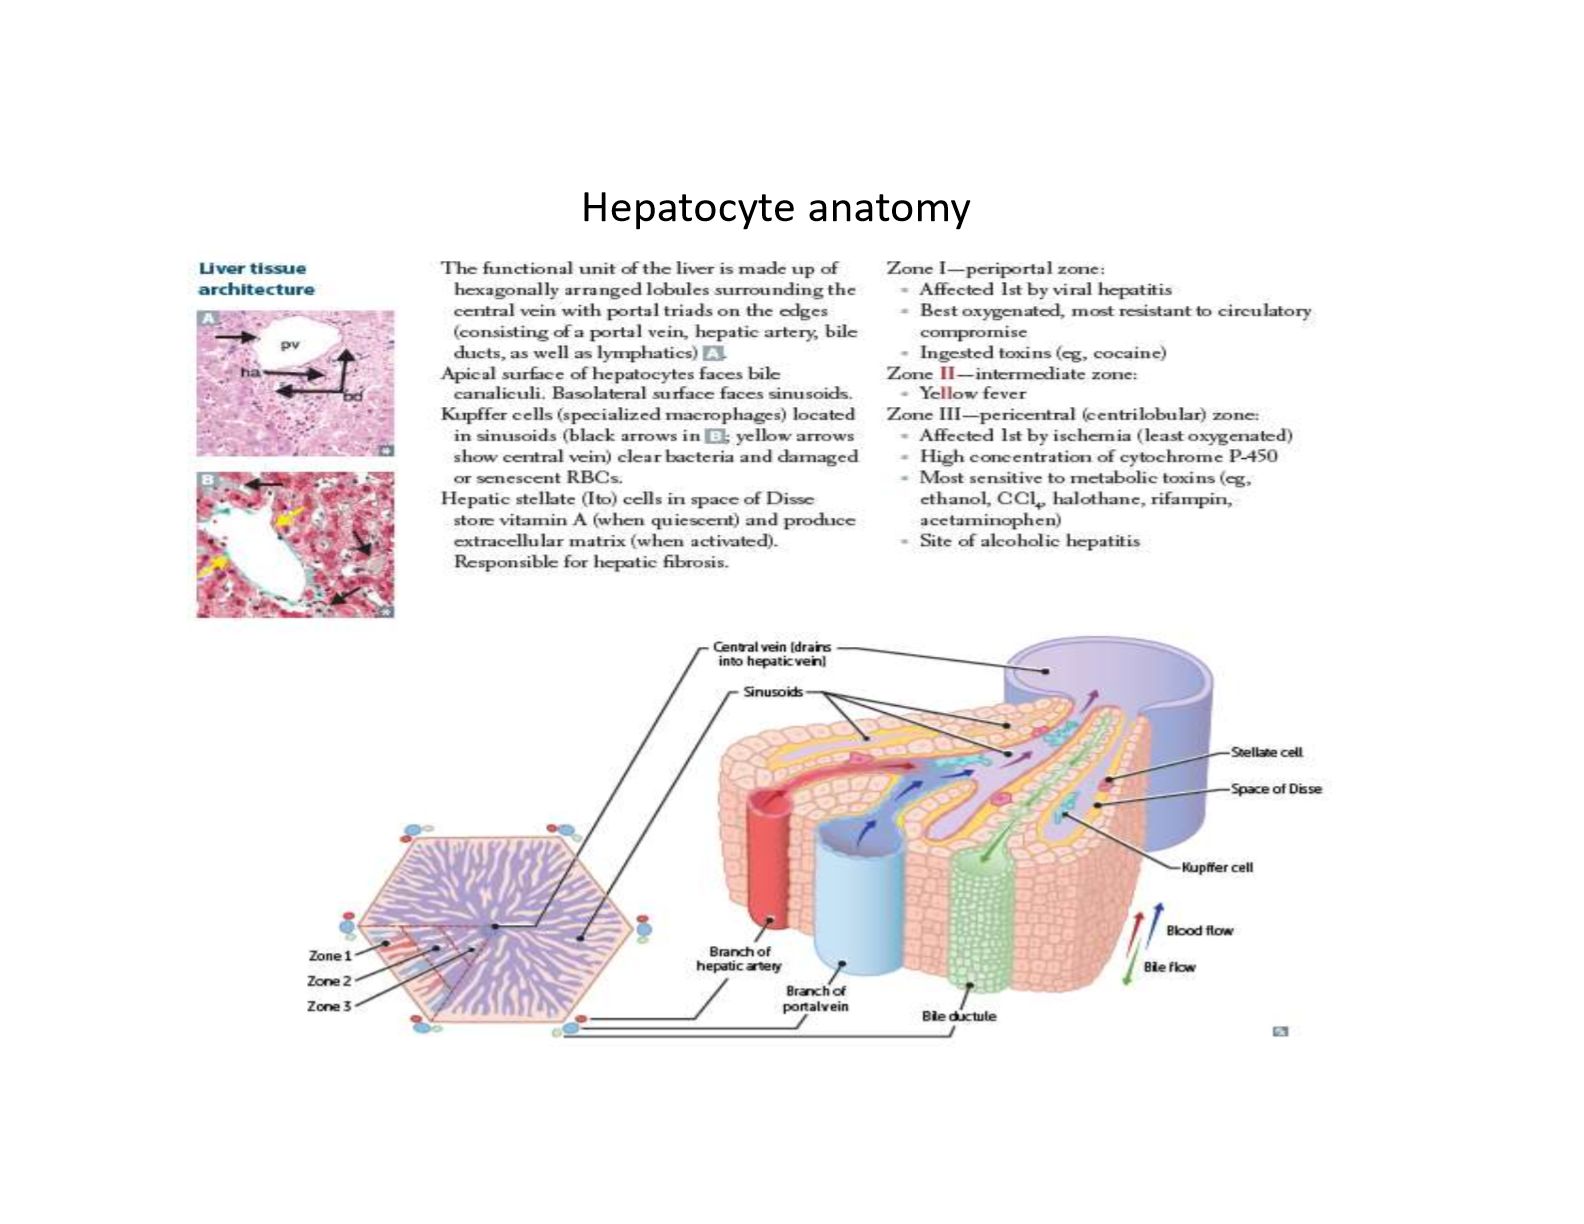 Hepatocyte anatomy
Liver tissue
architecture
A
pv
ha
bd
B
The functional unit of the liver is made up of
hexagonally arranged lobules surrounding the
central vein with portal triads on the edges
(consisting of a portal vein, hepatic artery, bile
ducts, as well as lymphatics) A.
Apical surface of hepatocytes faces bile
canaliculi. Basolateral surface faces sinusoids.
Kupffer cells (specialized macrophages) located
in sinusoids (black arrows in B; yellow arrows
show central vein) clear bacteria and damaged
or senescent RBCs.
Hepatic stellate (Ito) cells in space of Disse
store vitamin A (when quiescent) and produce
extracellular matrix (when activated).
Responsible for hepatic fibrosis.
Zone I—periportal zone:
▪ Affected 1st by viral hepatitis
▪ Best oxygenated, most resistant to circulatory
compromise
▪ Ingested toxins (eg, cocaine)
Zone II—intermediate zone:
▪ Yellow fever
Zone III—pericentral (centrilobular) zone:
▪ Affected 1st by ischemia (least oxygenated)
▪ High concentration of cytochrome P-450
▪ Most sensitive to metabolic toxins (eg,
ethanol, CCl₄, halothane, rifampin,
acetaminophen)
▪ Site of alcoholic hepatitis
Central vein (drains
into hepatic vein)
Sinusoids
Stellate cell
Space of Disse
Kupffer cell
Blood flow
Bile flow
Zone 1
Zone 2
Zone 3
Branch of
hepatic artery
Branch of
portal vein
Bile ductule